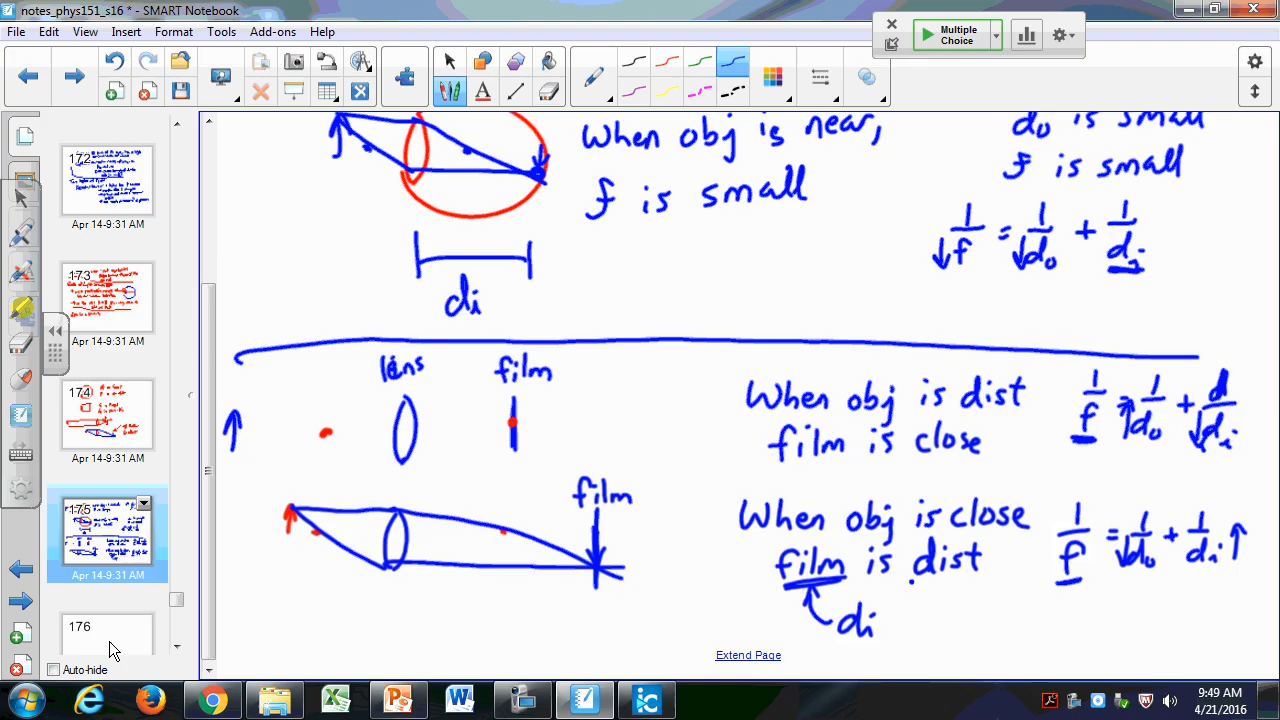 notes_phys151_s16 * - SMART Notebook
File Edit View Insert Format Tools Add-ons Help
Multiple
Choice
172
Apr 14-9:31 AM
173
Apr 14-9:31 AM
174
Apr 14-9:31 AM
175
Apr 14-9:31 AM
176
Auto-hide
When obj is near,
f is small
do is small
f is small
↓ 1/f = ↓ 1/do + 1/di
di
lens
film
When obj is dist
film is close
1/f = ↑ 1/do + ↓ d/di
film
When obj is close
film is dist
di
1/f = ↓ 1/do + 1/di ↑
Extend Page
9:49 AM
4/21/2016